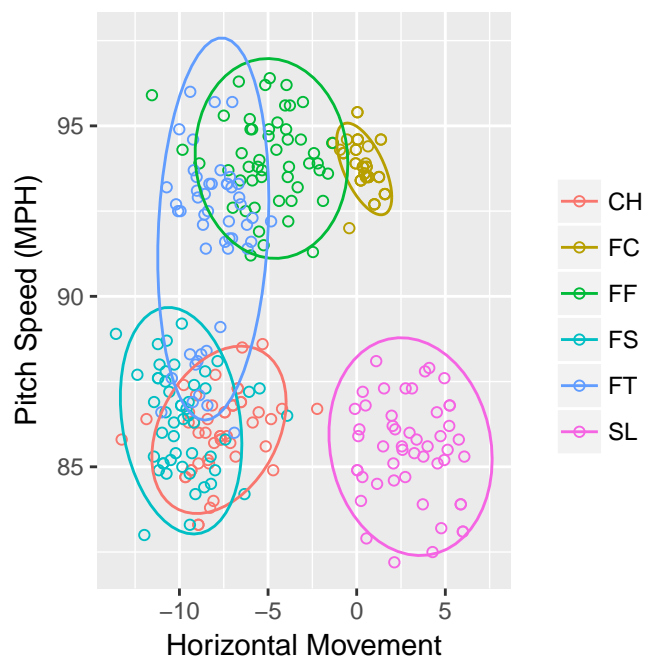 Pitch Speed (MPH)
95
90
85
−10
−5
0
5
Horizontal Movement
CH
FC
FF
FS
FT
SL